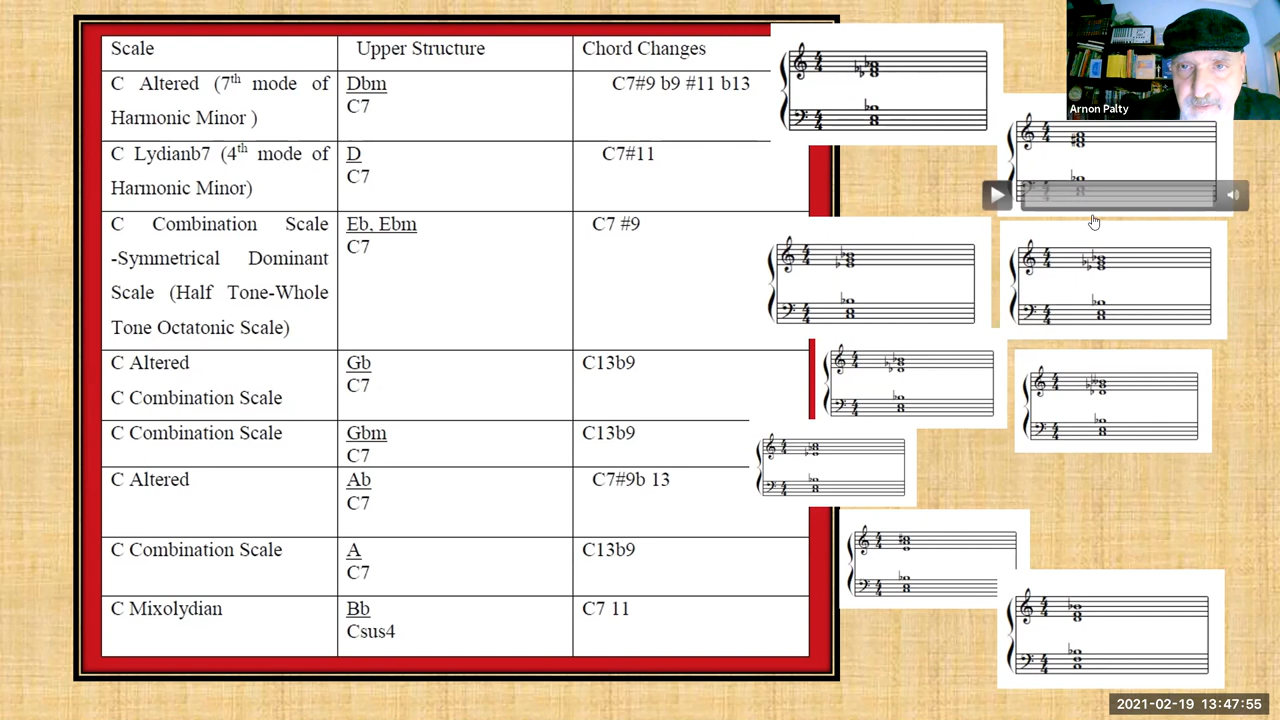 Scale Upper Structure Chord Changes
C Altered (7th mode of
Harmonic Minor )
Dbm
C7
C7#9 b9 #11 b13
C Lydianb7 (4th mode of
Harmonic Minor)
D
C7
C7#11
C Combination Scale
-Symmetrical Dominant
Scale (Half Tone-Whole
Tone Octatonic Scale)
Eb, Ebm
C7
C7 #9
C Altered
C Combination Scale
Gb
C7
C13b9
C Combination Scale
Gbm
C7
C13b9
C Altered
Ab
C7
C7#9b 13
C Combination Scale
A
C7
C13b9
C Mixolydian
Bb
Csus4
C7 11
Arnon Palty
2021-02-19 13:47:55